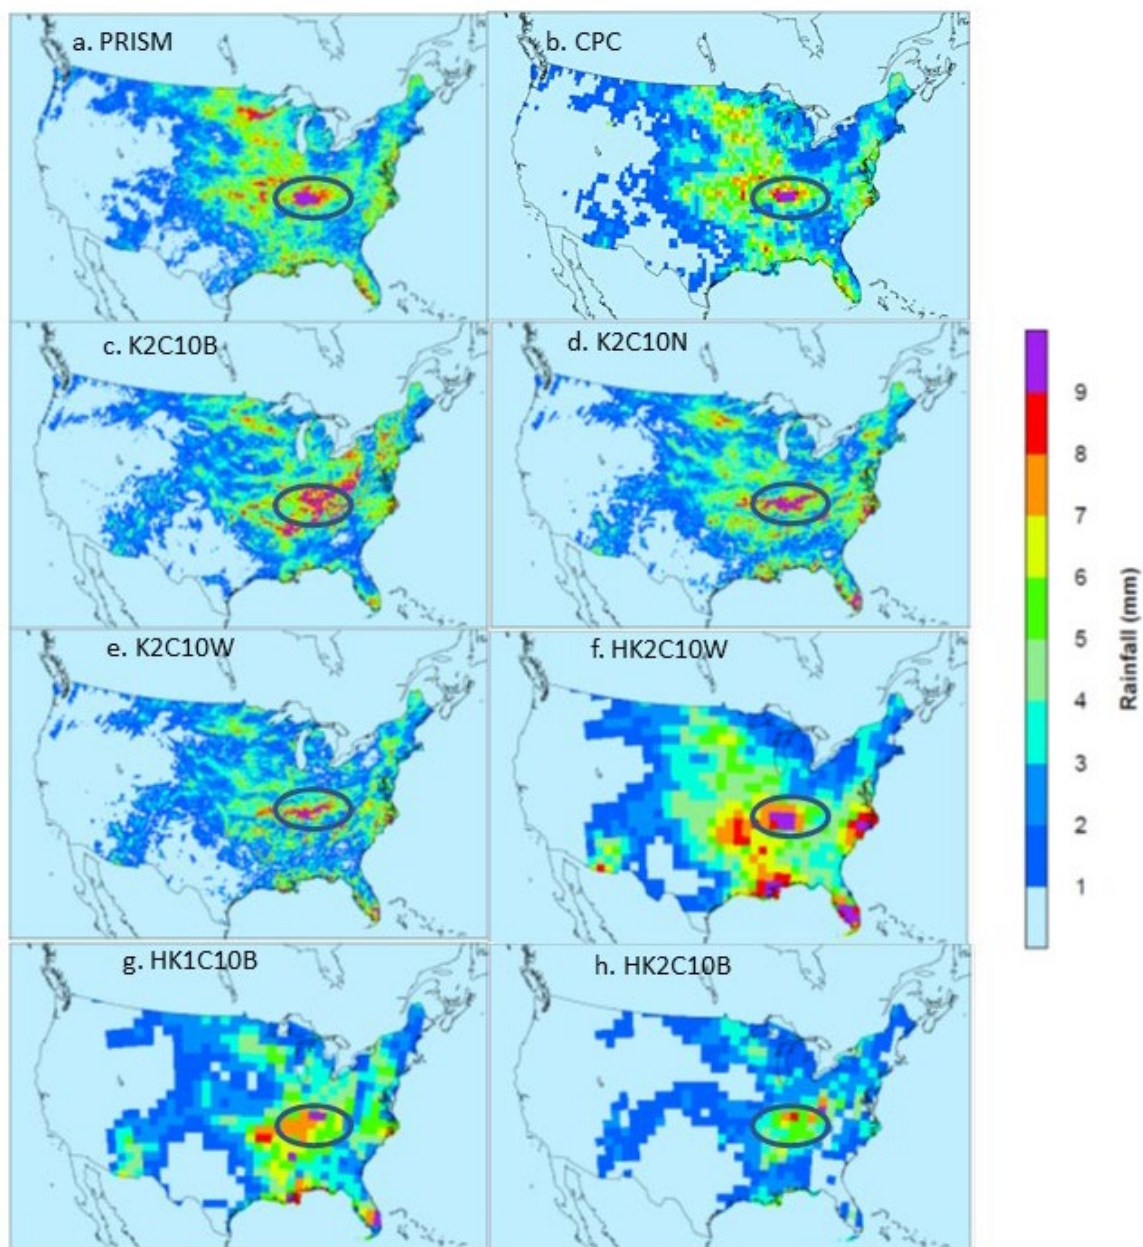 a. PRISM
b. CPC
c. K2C10B
d. K2C10N
e. K2C10W
f. HK2C10W
g. HK1C10B
h. HK2C10B
9
8
7
6
5
4
3
2
1
Rainfall (mm)